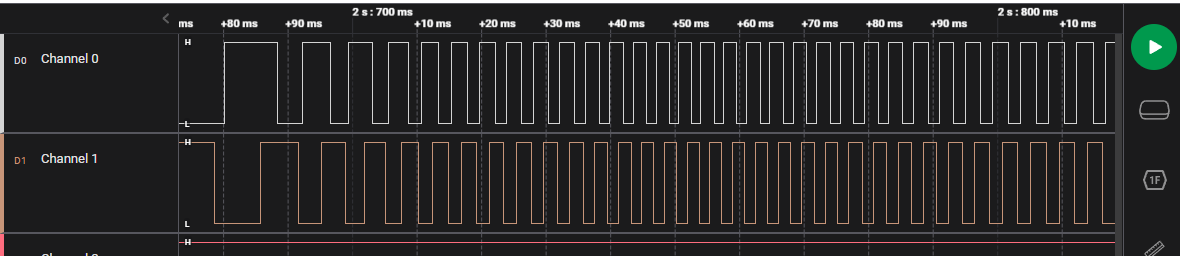 2 s : 700 ms 2 s : 800 ms
ms +80 ms +90 ms +10 ms +20 ms +30 ms +40 ms +50 ms +60 ms +70 ms +80 ms +90 ms +10 ms
H
D0 Channel 0
L
H
D1 Channel 1
1F
L
H